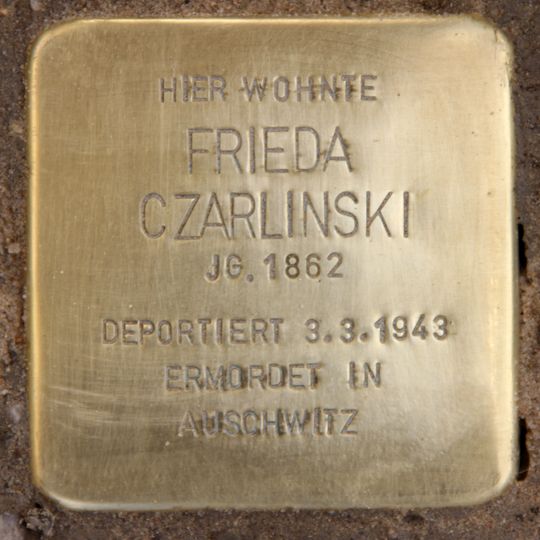 HIER WOHNTE
FRIEDA
CZARLINSKI
JG. 1862
DEPORTIERT 3.3.1943
ERMORDET IN
AUSCHWITZ